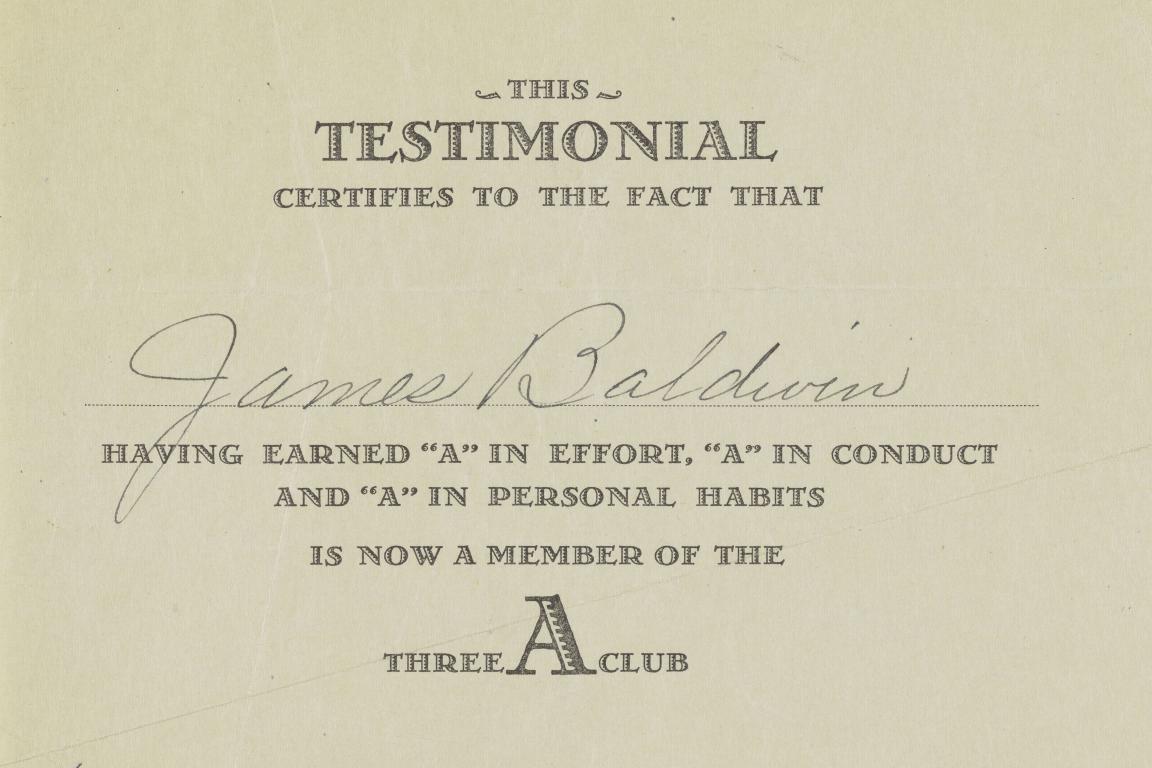 THIS
TESTIMONIAL
CERTIFIES TO THE FACT THAT
James Baldwin
HAVING EARNED “A” IN EFFORT, “A” IN CONDUCT
AND “A” IN PERSONAL HABITS
IS NOW A MEMBER OF THE
THREE A CLUB